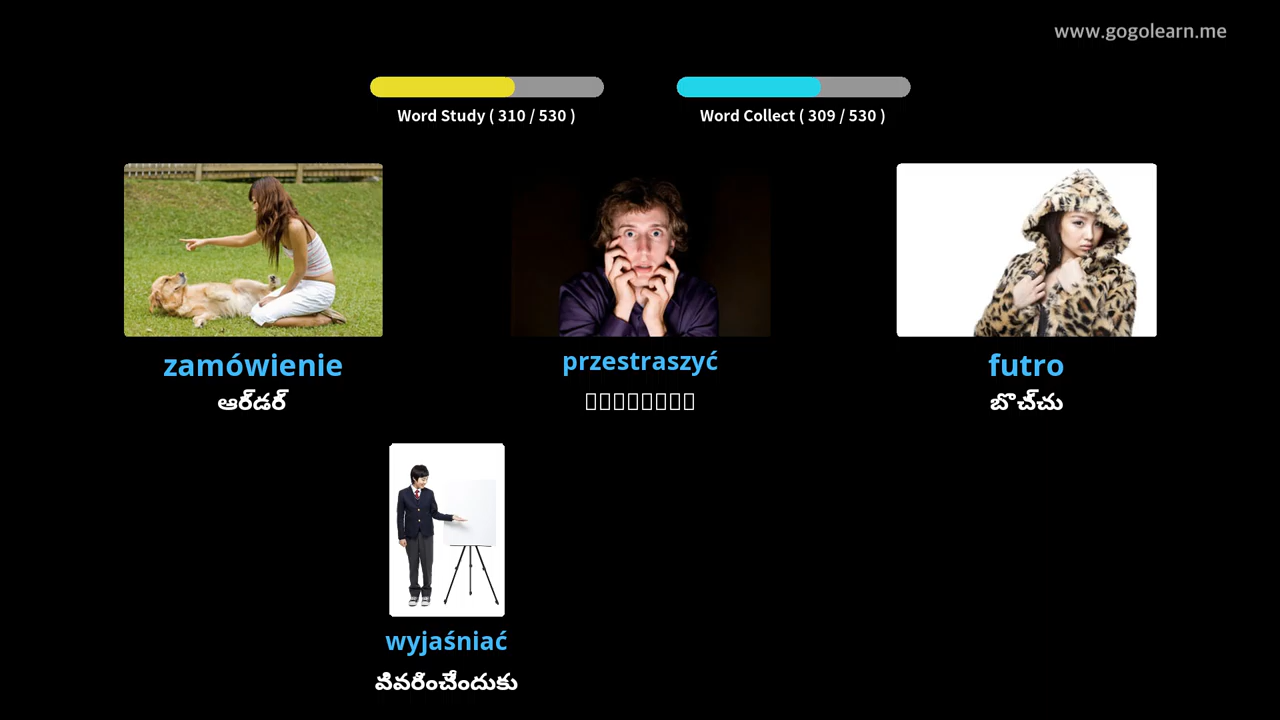 www.gogolearn.me
Word Study ( 310 / 530 )
Word Collect ( 309 / 530 )
zamówienie
ఆర్డర్
przestraszyć
futro
బొచ్చు
wyjaśniać
వివరించేందుకు